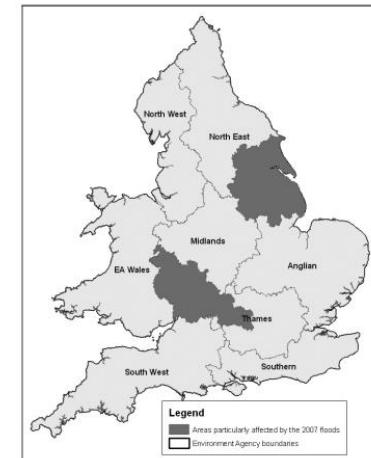 North West
North East
Midlands
EA Wales
Anglian
Thames
South West
Southern
Legend
Areas particularly affected by the 2007 floods
Environment Agency boundaries